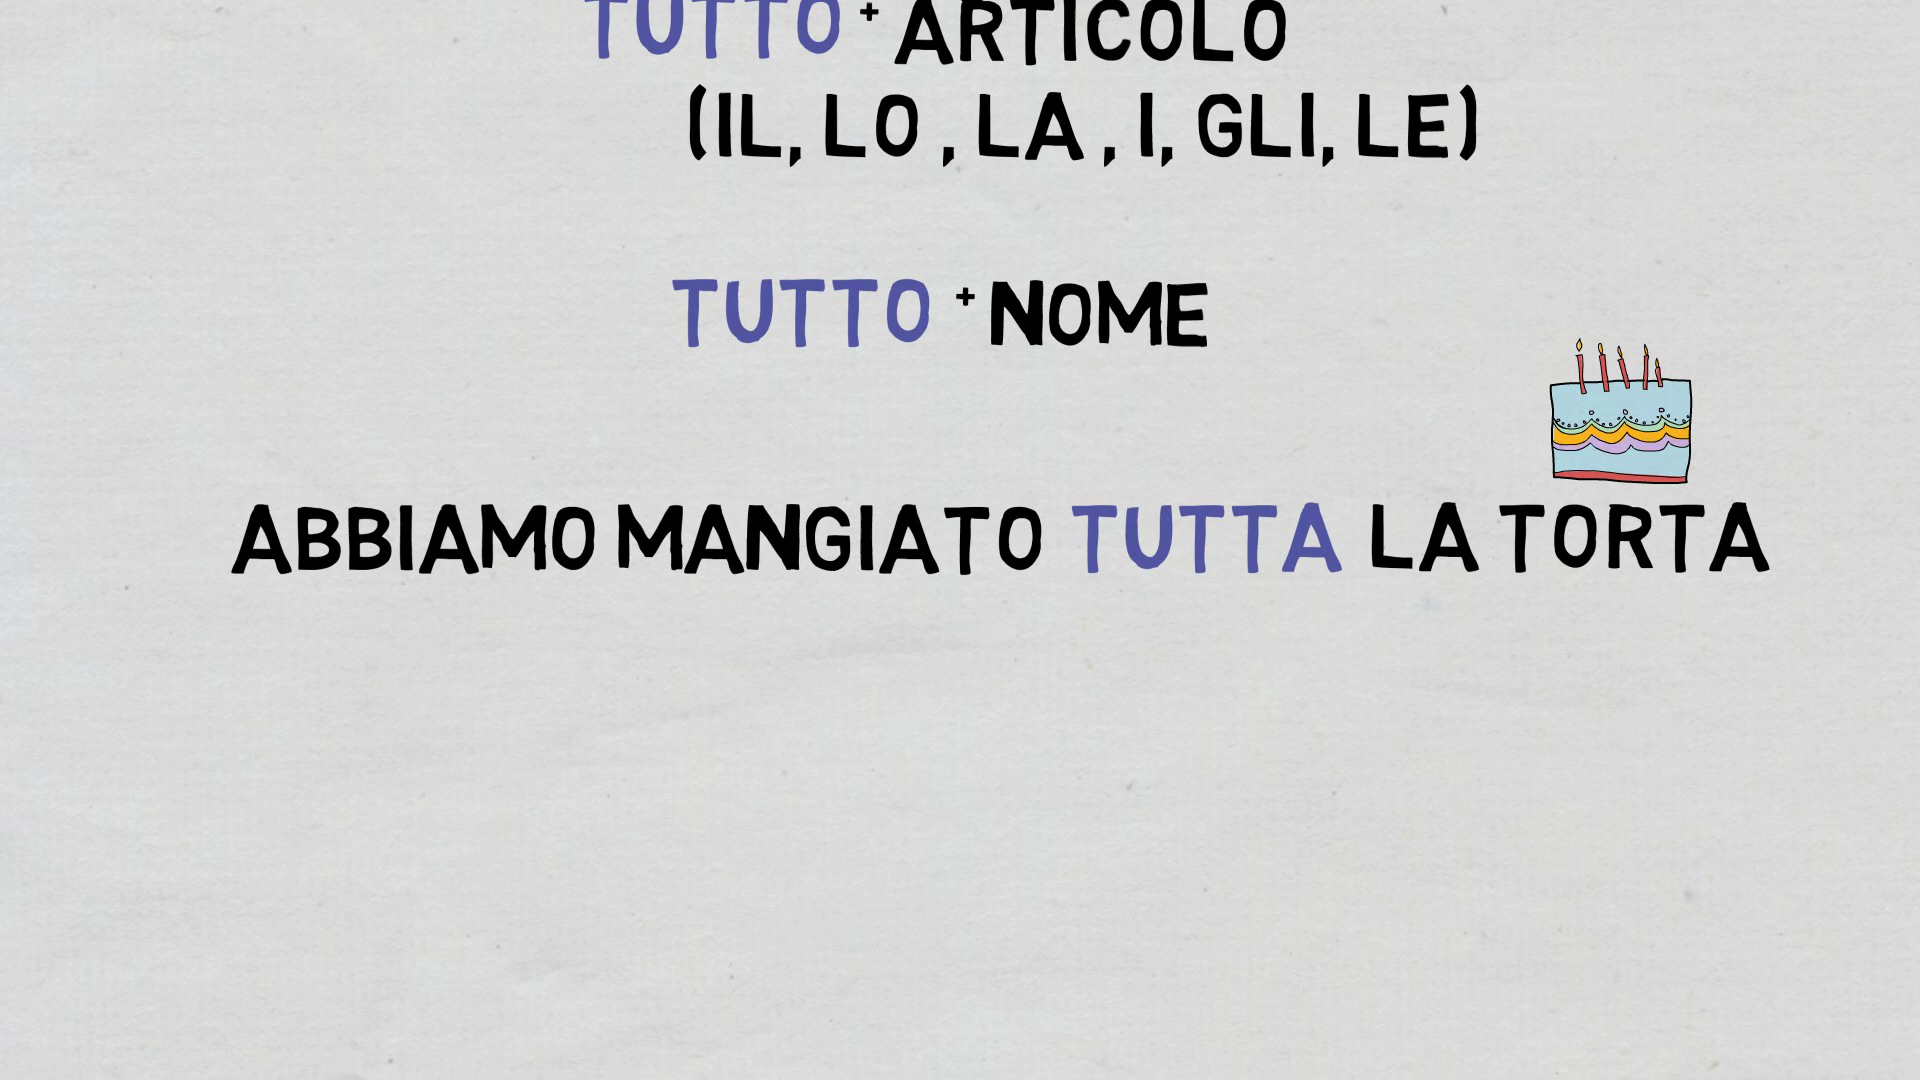 TUTTO + ARTICOLO
(IL, LO , LA , I, GLI, LE)
TUTTO + NOME
ABBIAMO MANGIATO TUTTA LA TORTA